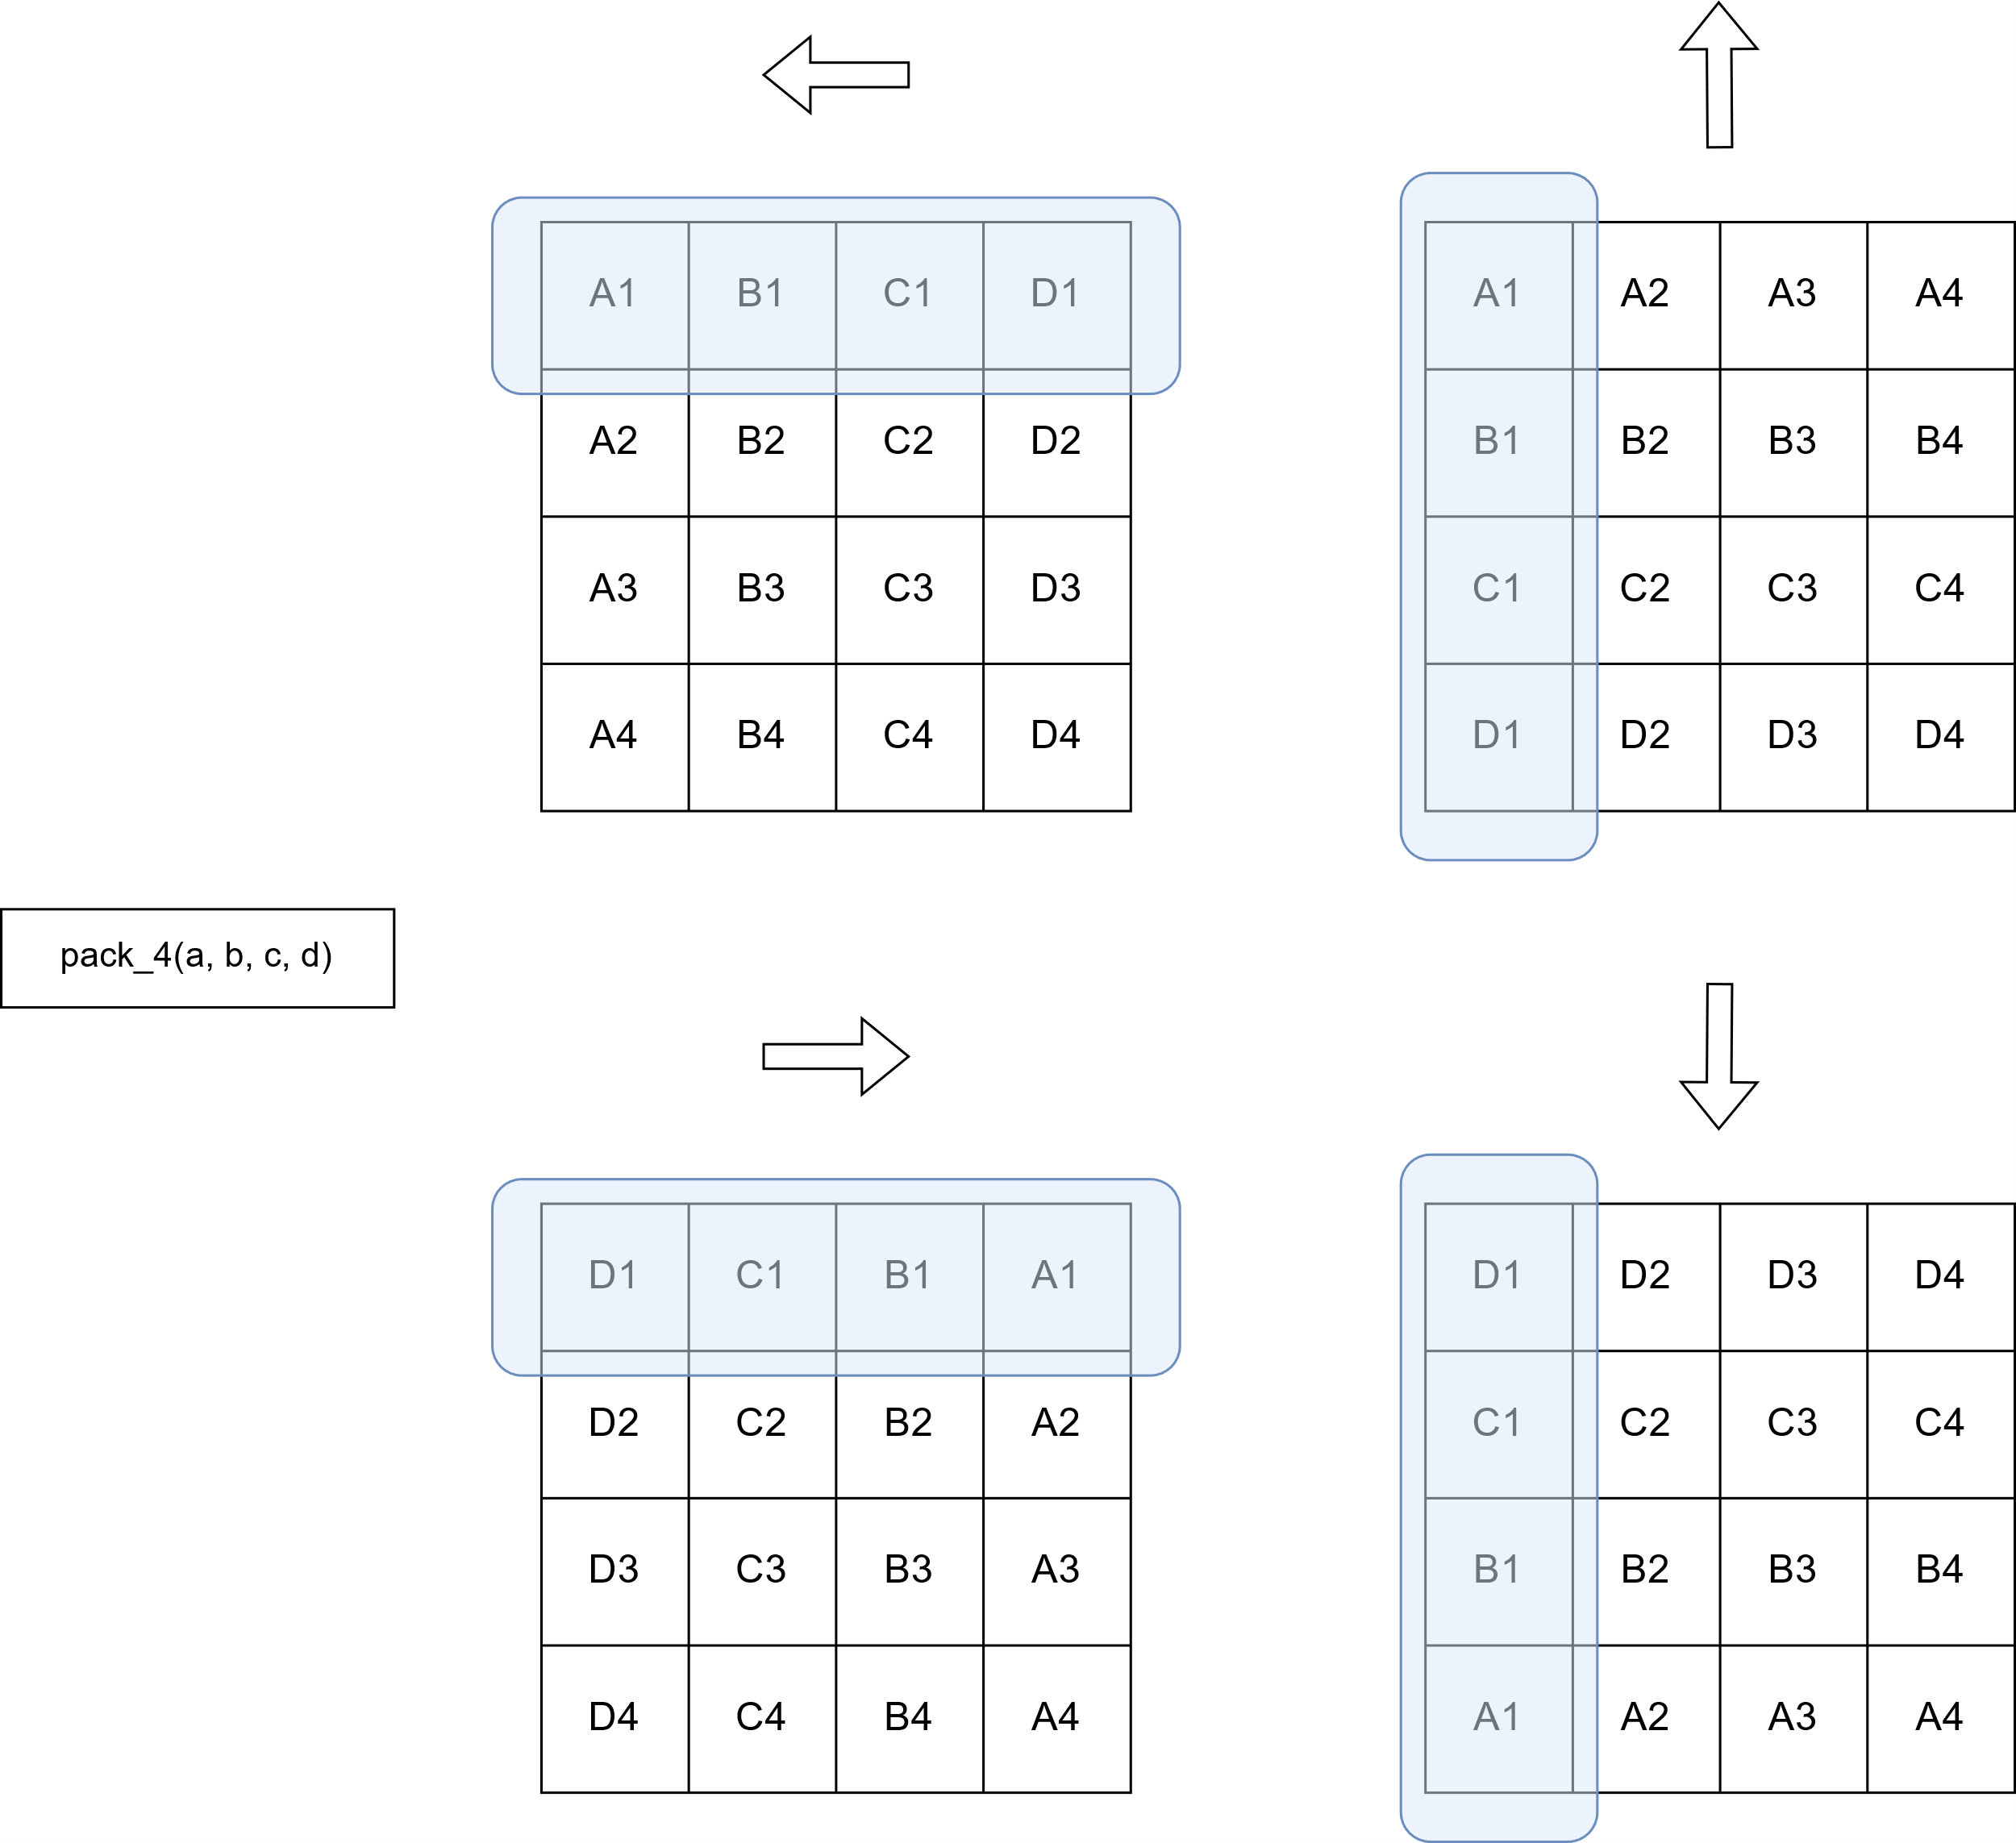 A1 B1 C1 D1
A2 B2 C2 D2
A3 B3 C3 D3
A4 B4 C4 D4
A1 A2 A3 A4
B1 B2 B3 B4
C1 C2 C3 C4
D1 D2 D3 D4
pack_4(a, b, c, d)
D1 C1 B1 A1
D2 C2 B2 A2
D3 C3 B3 A3
D4 C4 B4 A4
D1 D2 D3 D4
C1 C2 C3 C4
B1 B2 B3 B4
A1 A2 A3 A4